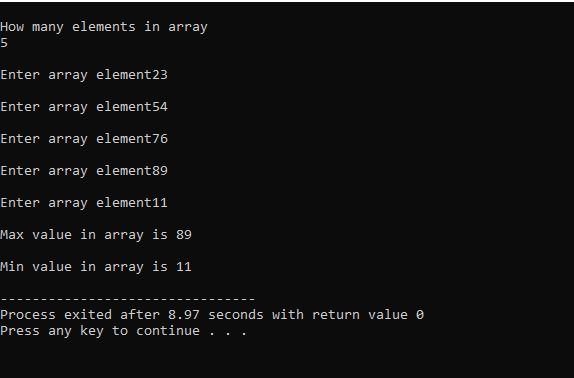 How many elements in array
5
Enter array element23
Enter array element54
Enter array element76
Enter array element89
Enter array element11
Max value in array is 89
Min value in array is 11
--------------------------------
Process exited after 8.97 seconds with return value 0
Press any key to continue . . .